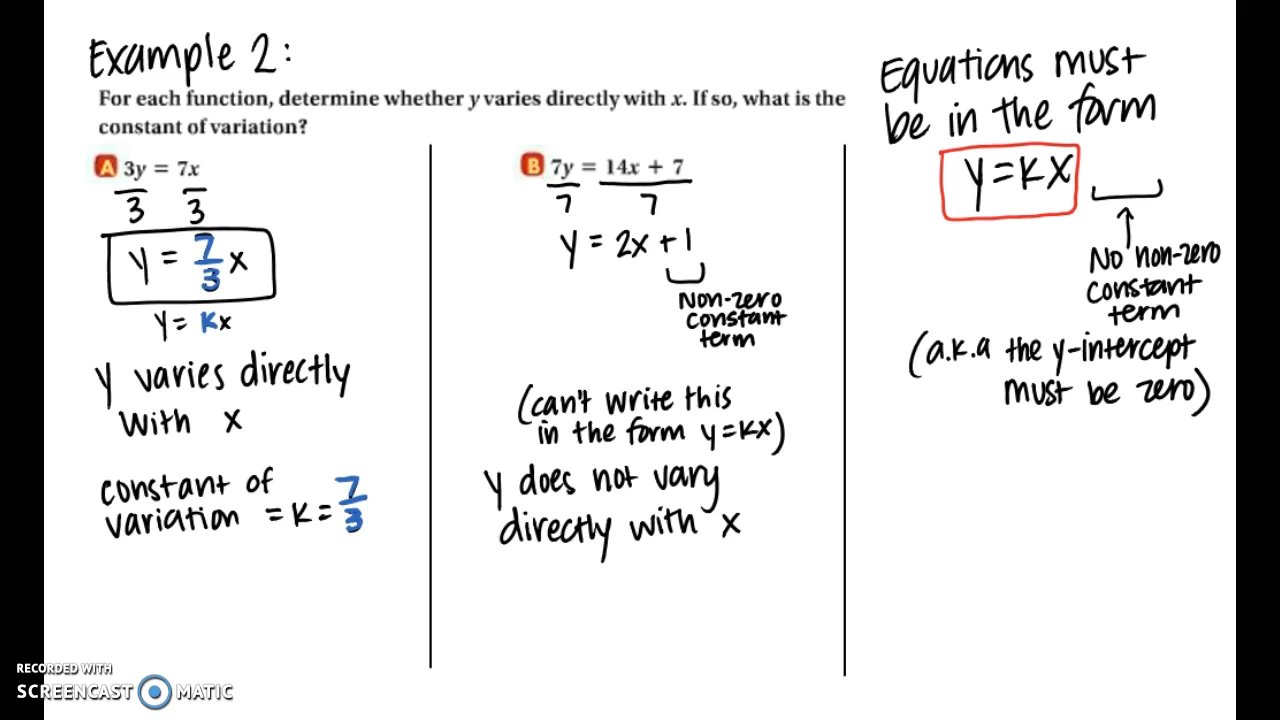 Example 2:
For each function, determine whether y varies directly with x. If so, what is the
constant of variation?
A 3y = 7x
3 3
y = 7/3 x
y = kx
y varies directly
with x
constant of
variation = k = 7/3
B 7y = 14x + 7
7 7
y = 2x + 1
Non-zero
constant
term
(can't write this
in the form y=kx)
y does not vary
directly with x
Equations must
be in the form
y=kx
No non-zero
constant
term
(a.k.a the y-intercept
must be zero)
RECORDED WITH
SCREENCAST MATIC